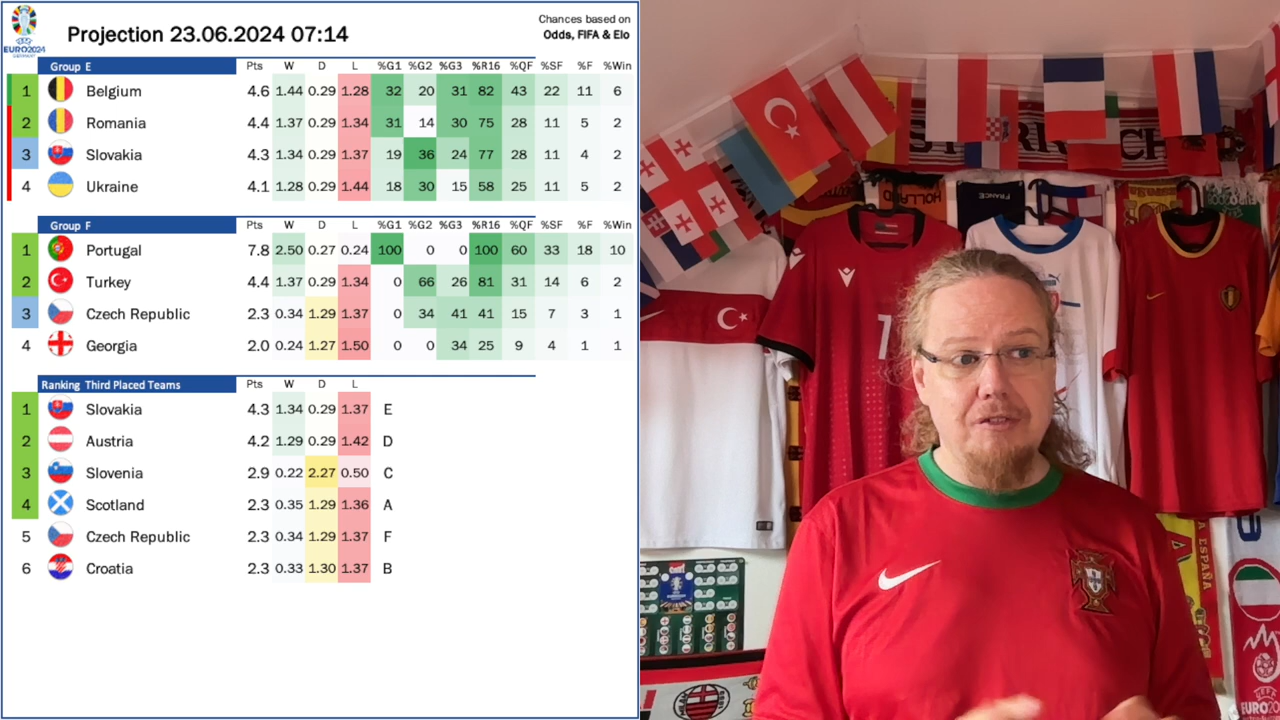 UEFA
EURO2024
GERMANY
Projection 23.06.2024 07:14
Chances based on
Odds, FIFA & Elo
Group E Pts W D L %G1 %G2 %G3 %R16 %QF %SF %F %Win
1 Belgium 4.6 1.44 0.29 1.28 32 20 31 82 43 22 11 6
2 Romania 4.4 1.37 0.29 1.34 31 14 30 75 28 11 5 2
3 Slovakia 4.3 1.34 0.29 1.37 19 36 24 77 28 11 4 2
4 Ukraine 4.1 1.28 0.29 1.44 18 30 15 58 25 11 5 2
Group F Pts W D L %G1 %G2 %G3 %R16 %QF %SF %F %Win
1 Portugal 7.8 2.50 0.27 0.24 100 0 0 100 60 33 18 10
2 Turkey 4.4 1.37 0.29 1.34 0 66 26 81 31 14 6 2
3 Czech Republic 2.3 0.34 1.29 1.37 0 34 41 41 15 7 3 1
4 Georgia 2.0 0.24 1.27 1.50 0 0 34 25 9 4 1 1
Ranking Third Placed Teams Pts W D L
1 Slovakia 4.3 1.34 0.29 1.37 E
2 Austria 4.2 1.29 0.29 1.42 D
3 Slovenia 2.9 0.22 2.27 0.50 C
4 Scotland 2.3 0.35 1.29 1.36 A
5 Czech Republic 2.3 0.34 1.29 1.37 F
6 Croatia 2.3 0.33 1.30 1.37 B
HOLLAND
FRANCE
ESPAÑA
EURO20